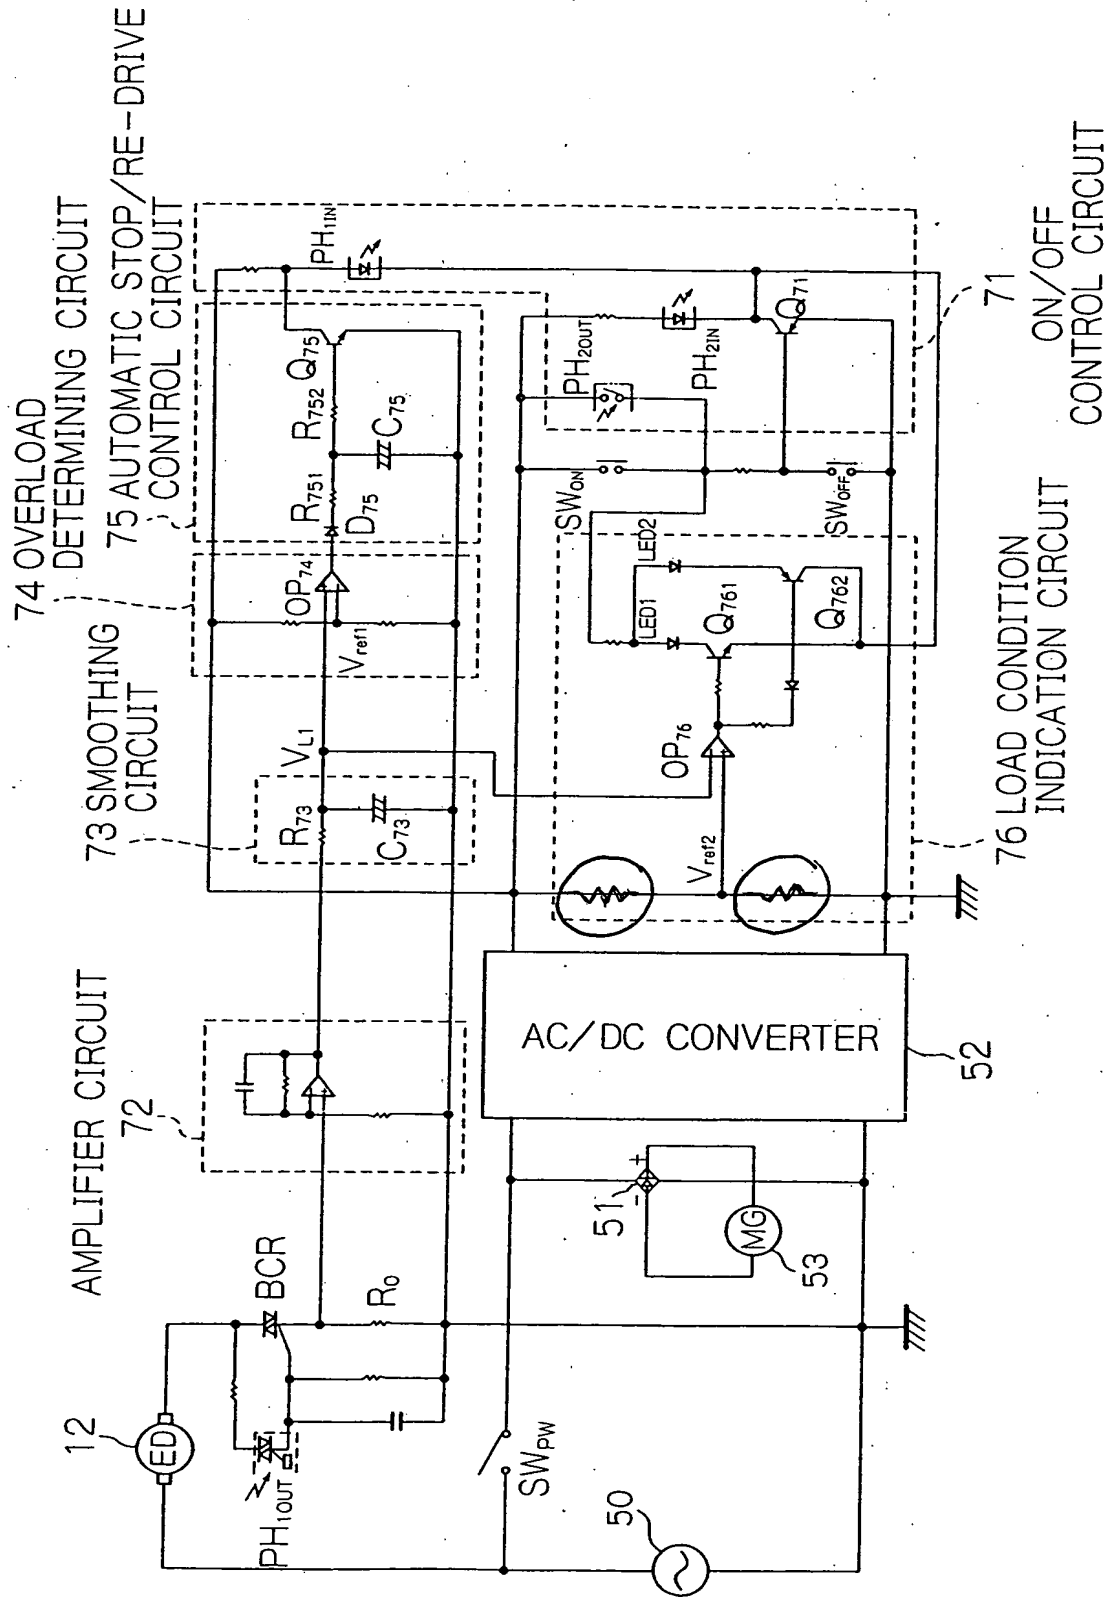 74 OVERLOAD
DETERMINING CIRCUIT
75 AUTOMATIC STOP/RE-DRIVE
CONTROL CIRCUIT
73 SMOOTHING
CIRCUIT
AMPLIFIER CIRCUIT
72
12
ED
BCR
R0
PH1OUT
R73
C73
VL1
Vref1
OP74
D75
R751
R752
C75
Q75
PH1IN
SWPW
50
51
+
-
MG
53
AC/DC CONVERTER
52
Vref2
OP76
LED1
LED2
Q761
Q762
SWON
SWOFF
PH2OUT
PH2IN
Q71
76 LOAD CONDITION
INDICATION CIRCUIT
71
ON/OFF
CONTROL CIRCUIT